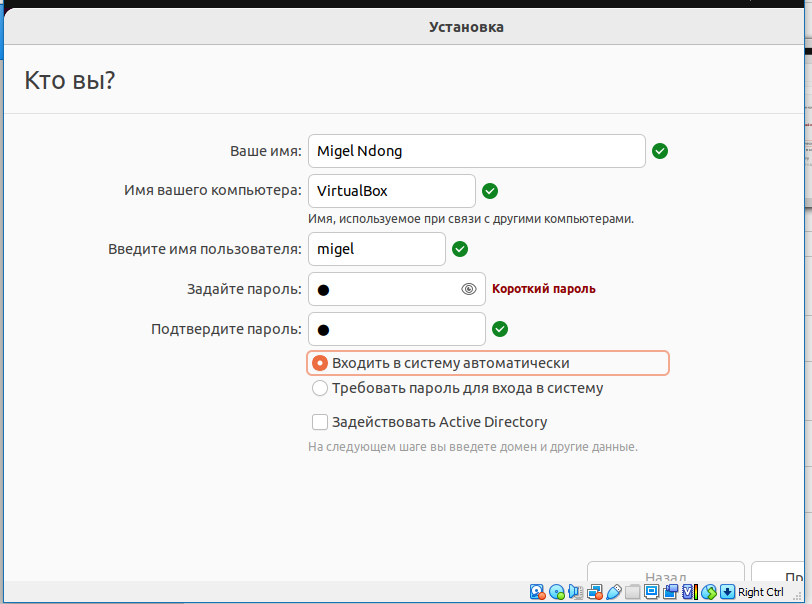 Установка
Кто вы?
Ваше имя: Migel Ndong
Имя вашего компьютера: VirtualBox
Имя, используемое при связи с другими компьютерами.
Введите имя пользователя: migel
Задайте пароль: ● Короткий пароль
Подтвердите пароль: ●
Входить в систему автоматически
Требовать пароль для входа в систему
Задействовать Active Directory
На следующем шаге вы введете домен и другие данные.
Назад Пр
Right Ctrl